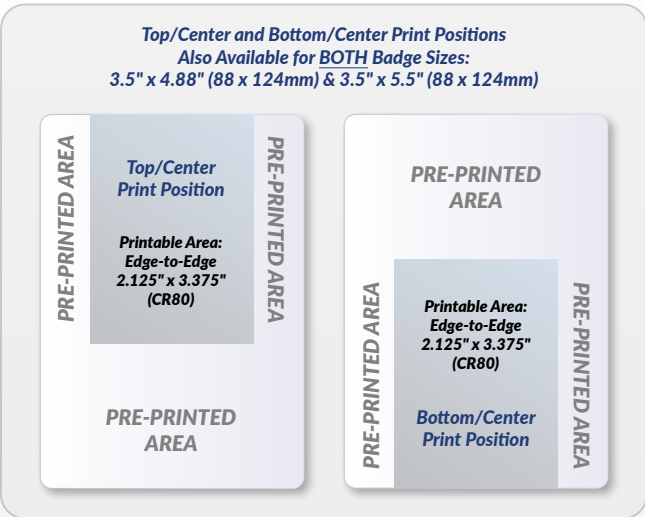 Top/Center and Bottom/Center Print Positions
Also Available for BOTH Badge Sizes:
3.5" x 4.88" (88 x 124mm) & 3.5" x 5.5" (88 x 124mm)
PRE-PRINTED AREA
Top/Center
Print Position
Printable Area:
Edge-to-Edge
2.125" x 3.375"
(CR80)
PRE-PRINTED AREA
PRE-PRINTED
AREA
PRE-PRINTED
AREA
PRE-PRINTED AREA
Printable Area:
Edge-to-Edge
2.125" x 3.375"
(CR80)
Bottom/Center
Print Position
PRE-PRINTED AREA